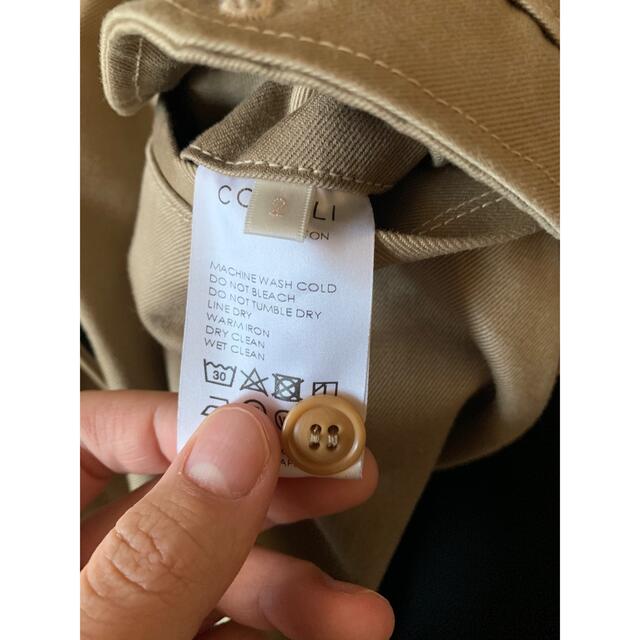 2
MACHINE WASH COLD
DO NOT BLEACH
DO NOT TUMBLE DRY
LINE DRY
WARM IRON
DRY CLEAN
WET CLEAN
30